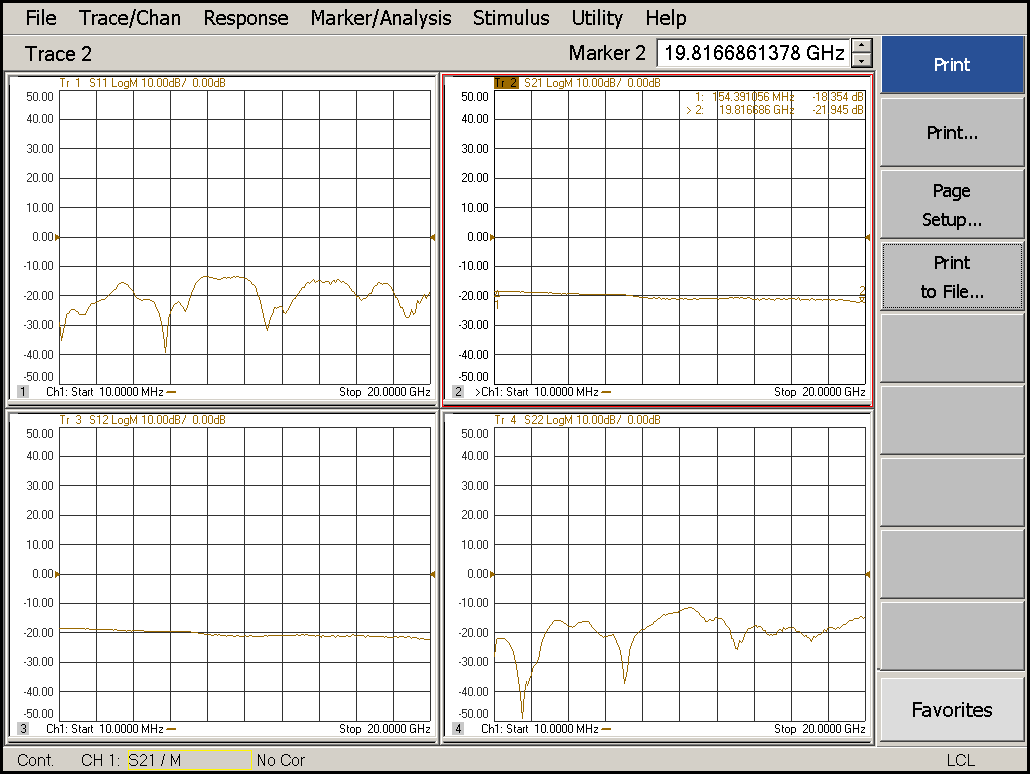 File Trace/Chan Response Marker/Analysis Stimulus Utility Help
Trace 2 Marker 2 19.8166861378 GHz
Tr 1 S11 LogM 10.00dB/ 0.00dB
50.00
40.00
30.00
20.00
10.00
0.00
-10.00
-20.00
-30.00
-40.00
-50.00
1 Ch1: Start 10.0000 MHz Stop 20.0000 GHz
Tr 2 S21 LogM 10.00dB/ 0.00dB
1: 154.391056 MHz -18.354 dB
> 2: 19.816686 GHz -21.945 dB
50.00
40.00
30.00
20.00
10.00
0.00
-10.00
-20.00
-30.00
-40.00
-50.00
1
2
2 >Ch1: Start 10.0000 MHz Stop 20.0000 GHz
Tr 3 S12 LogM 10.00dB/ 0.00dB
50.00
40.00
30.00
20.00
10.00
0.00
-10.00
-20.00
-30.00
-40.00
-50.00
3 Ch1: Start 10.0000 MHz Stop 20.0000 GHz
Tr 4 S22 LogM 10.00dB/ 0.00dB
50.00
40.00
30.00
20.00
10.00
0.00
-10.00
-20.00
-30.00
-40.00
-50.00
4 Ch1: Start 10.0000 MHz Stop 20.0000 GHz
Print
Print...
Page
Setup...
Print
to File...
Favorites
Cont. CH 1: S21 / M No Cor LCL